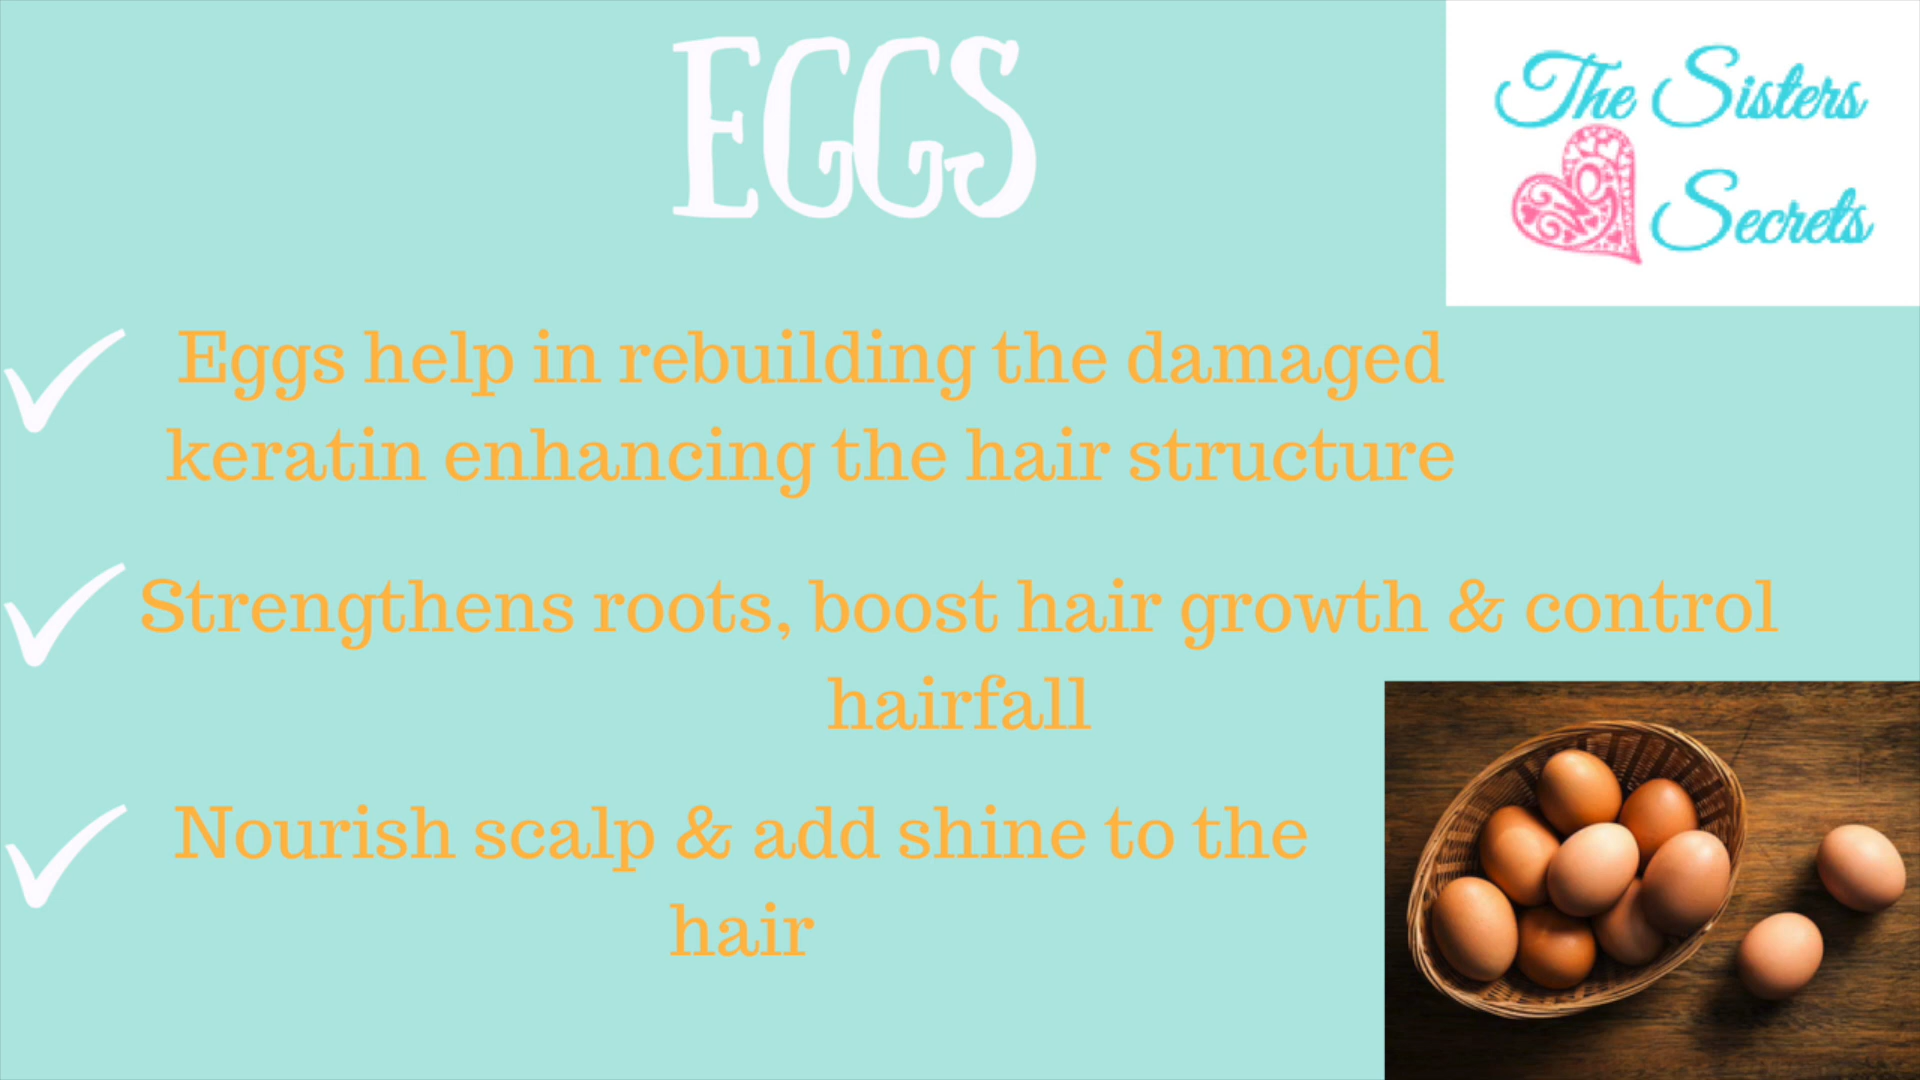 EGGS
The Sisters
Secrets
Eggs help in rebuilding the damaged
keratin enhancing the hair structure
Strengthens roots, boost hair growth & control
hairfall
Nourish scalp & add shine to the
hair